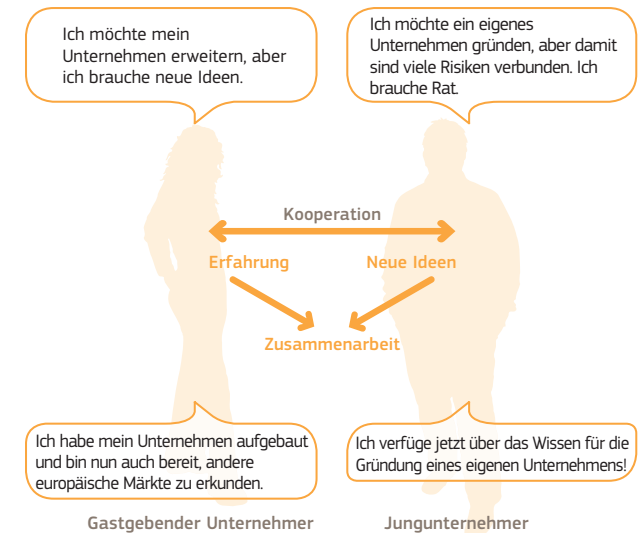 Ich möchte mein
Unternehmen erweitern, aber
ich brauche neue Ideen.
Ich möchte ein eigenes
Unternehmen gründen, aber damit
sind viele Risiken verbunden. Ich
brauche Rat.
Kooperation
Erfahrung
Neue Ideen
Zusammenarbeit
Ich habe mein Unternehmen aufgebaut
und bin nun auch bereit, andere
europäische Märkte zu erkunden.
Ich verfüge jetzt über das Wissen für die
Gründung eines eigenen Unternehmens!
Gastgebender Unternehmer
Jungunternehmer